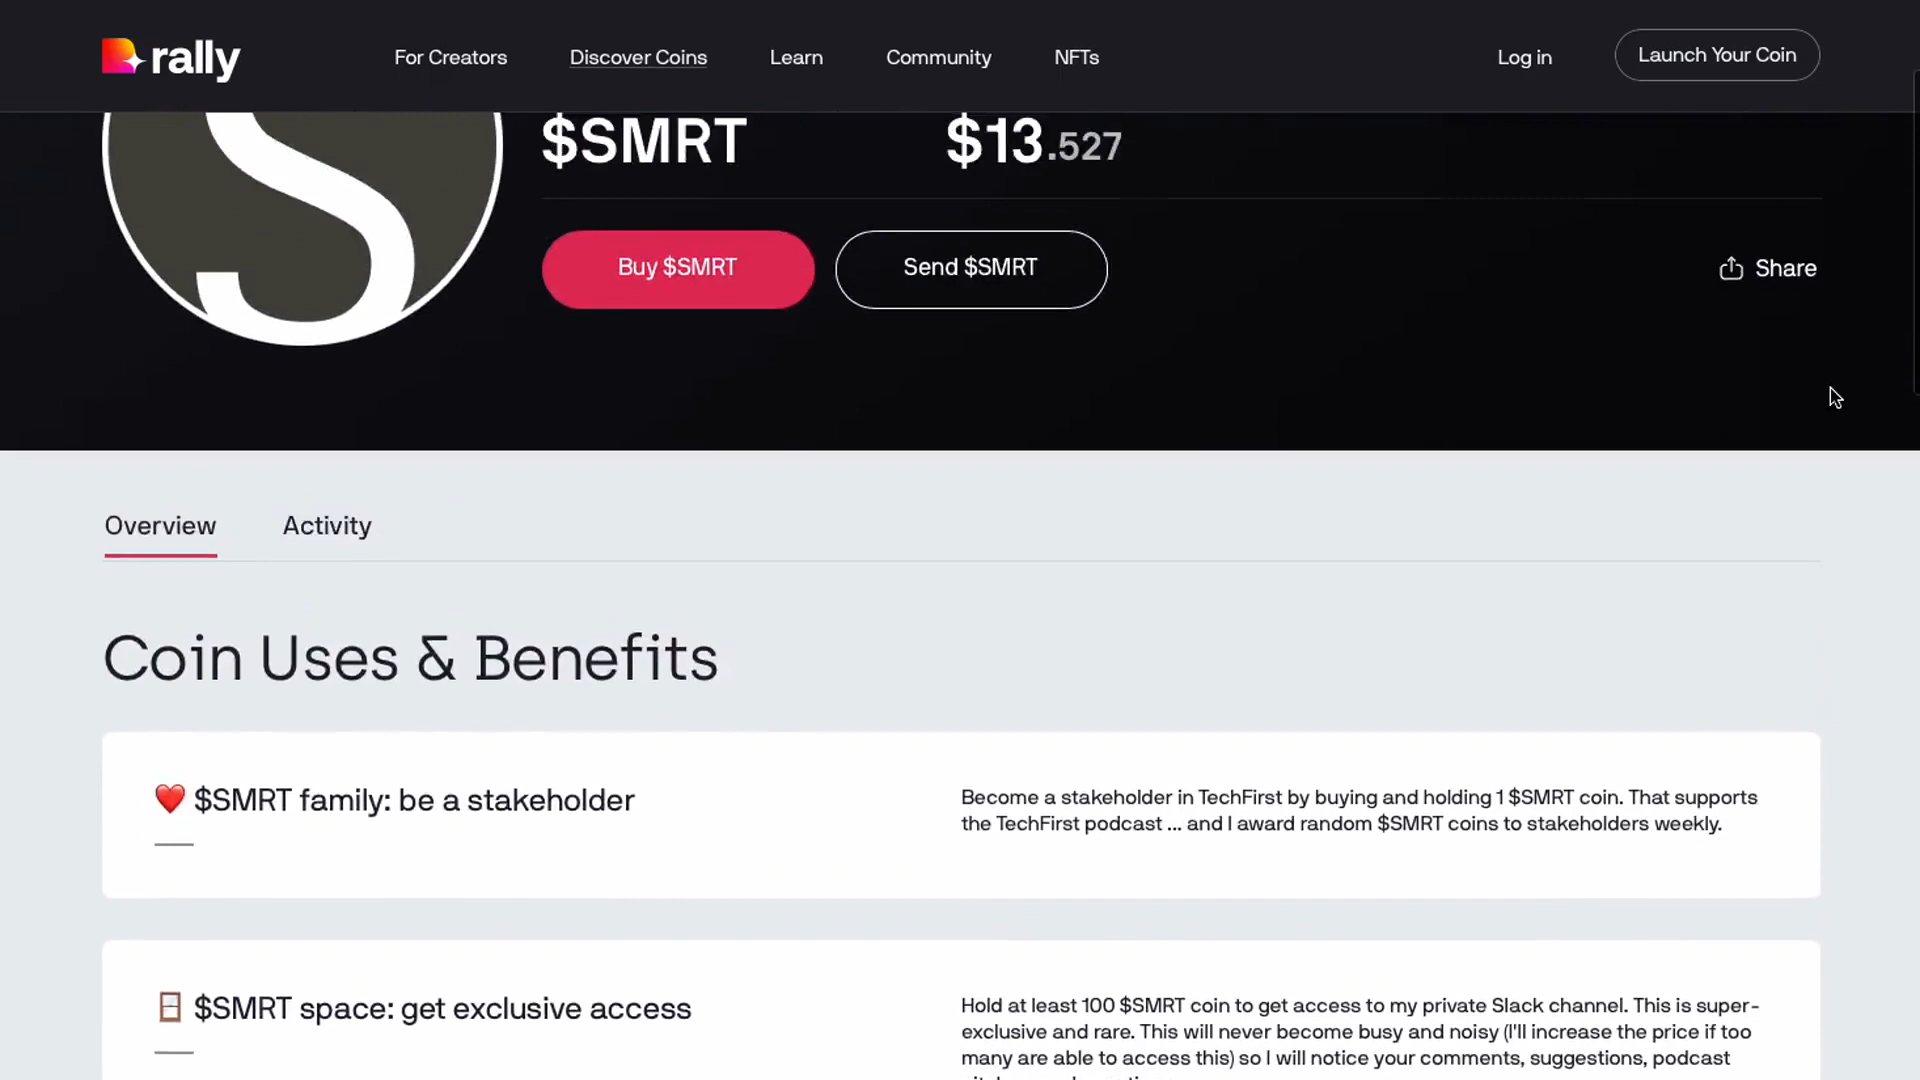 rally
For Creators
Discover Coins
Learn
Community
NFTs
Log in
Launch Your Coin
S
$SMRT
$13.527
Buy $SMRT
Send $SMRT
Share
Overview
Activity
Coin Uses & Benefits
❤️ $SMRT family: be a stakeholder
Become a stakeholder in TechFirst by buying and holding 1 $SMRT coin. That supports
the TechFirst podcast ... and I award random $SMRT coins to stakeholders weekly.
🪟 $SMRT space: get exclusive access
Hold at least 100 $SMRT coin to get access to my private Slack channel. This is super-
exclusive and rare. This will never become busy and noisy (I'll increase the price if too
many are able to access this) so I will notice your comments, suggestions, podcast